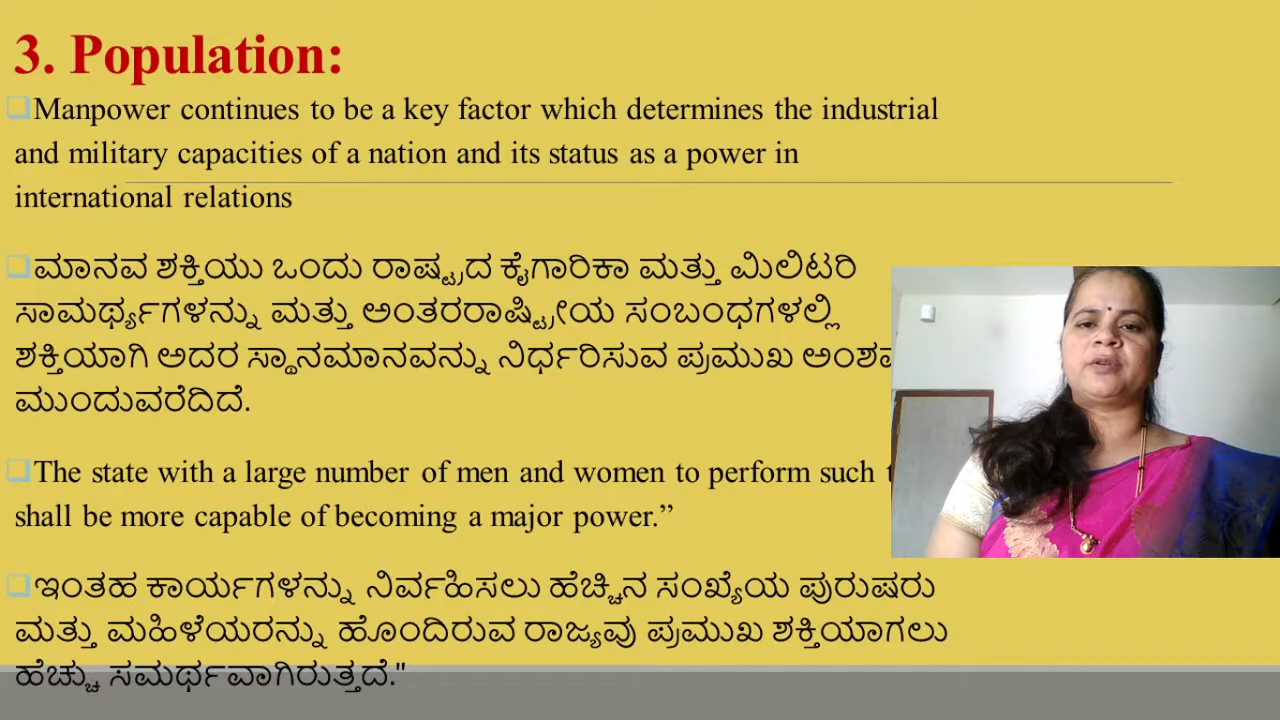 3. Population:
Manpower continues to be a key factor which determines the industrial
and military capacities of a nation and its status as a power in
international relations
ಮಾನವ ಶಕ್ತಿಯು ಒಂದು ರಾಷ್ಟ್ರದ ಕೈಗಾರಿಕಾ ಮತ್ತು ಮಿಲಿಟರಿ
ಸಾಮರ್ಥ್ಯಗಳನ್ನು ಮತ್ತು ಅಂತರರಾಷ್ಟ್ರೀಯ ಸಂಬಂಧಗಳಲ್ಲಿ
ಶಕ್ತಿಯಾಗಿ ಅದರ ಸ್ಥಾನಮಾನವನ್ನು ನಿರ್ಧರಿಸುವ ಪ್ರಮುಖ
ಮುಂದುವರೆದಿದೆ.
The state with a large number of men and women to perform such
shall be more capable of becoming a major power.”
ಇಂತಹ ಕಾರ್ಯಗಳನ್ನು ನಿರ್ವಹಿಸಲು ಹೆಚ್ಚಿನ ಸಂಖ್ಯೆಯ ಪುರುಷರು
ಮತ್ತು ಮಹಿಳೆಯರನ್ನು ಹೊಂದಿರುವ ರಾಜ್ಯವು ಪ್ರಮುಖ ಶಕ್ತಿಯಾಗಲು
ಹೆಚ್ಚು ಸಮರ್ಥವಾಗಿರುತ್ತದೆ."